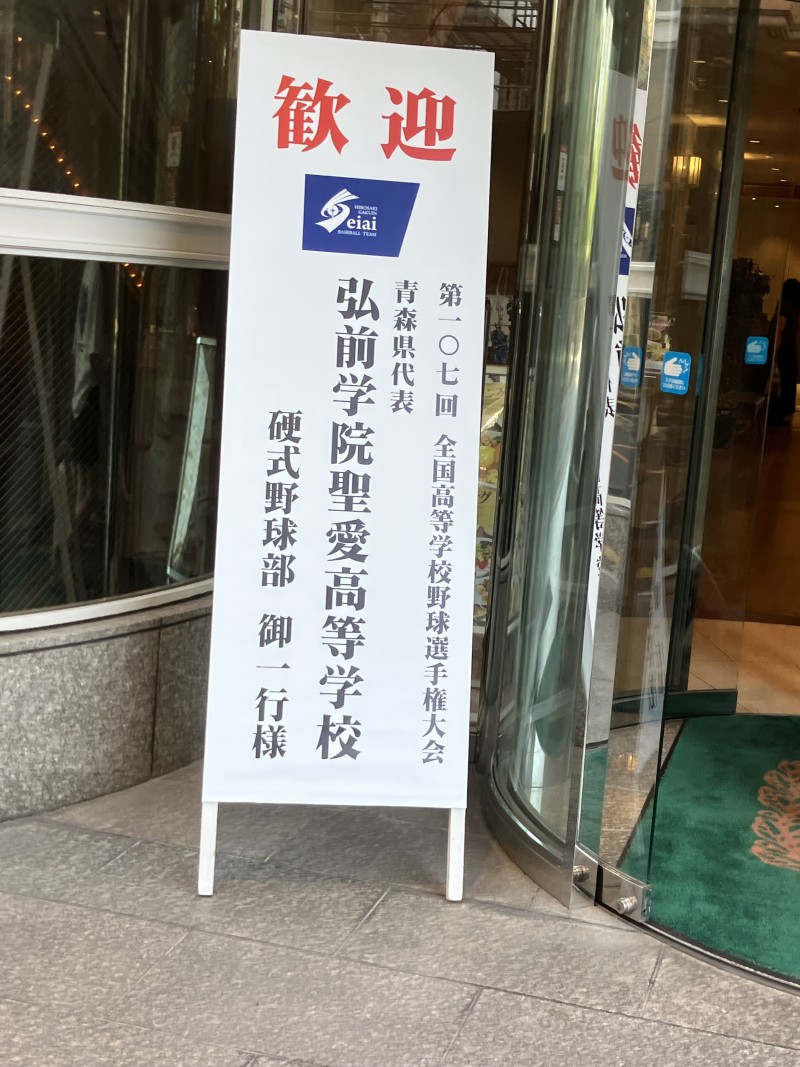 歓迎
HIROSAKI
GAKUIN
Seiai
BASEBALL TEAM
第一〇七回 全国高等学校野球選手権大会
青森県代表
弘前学院聖愛高等学校
硬式野球部 御一行様